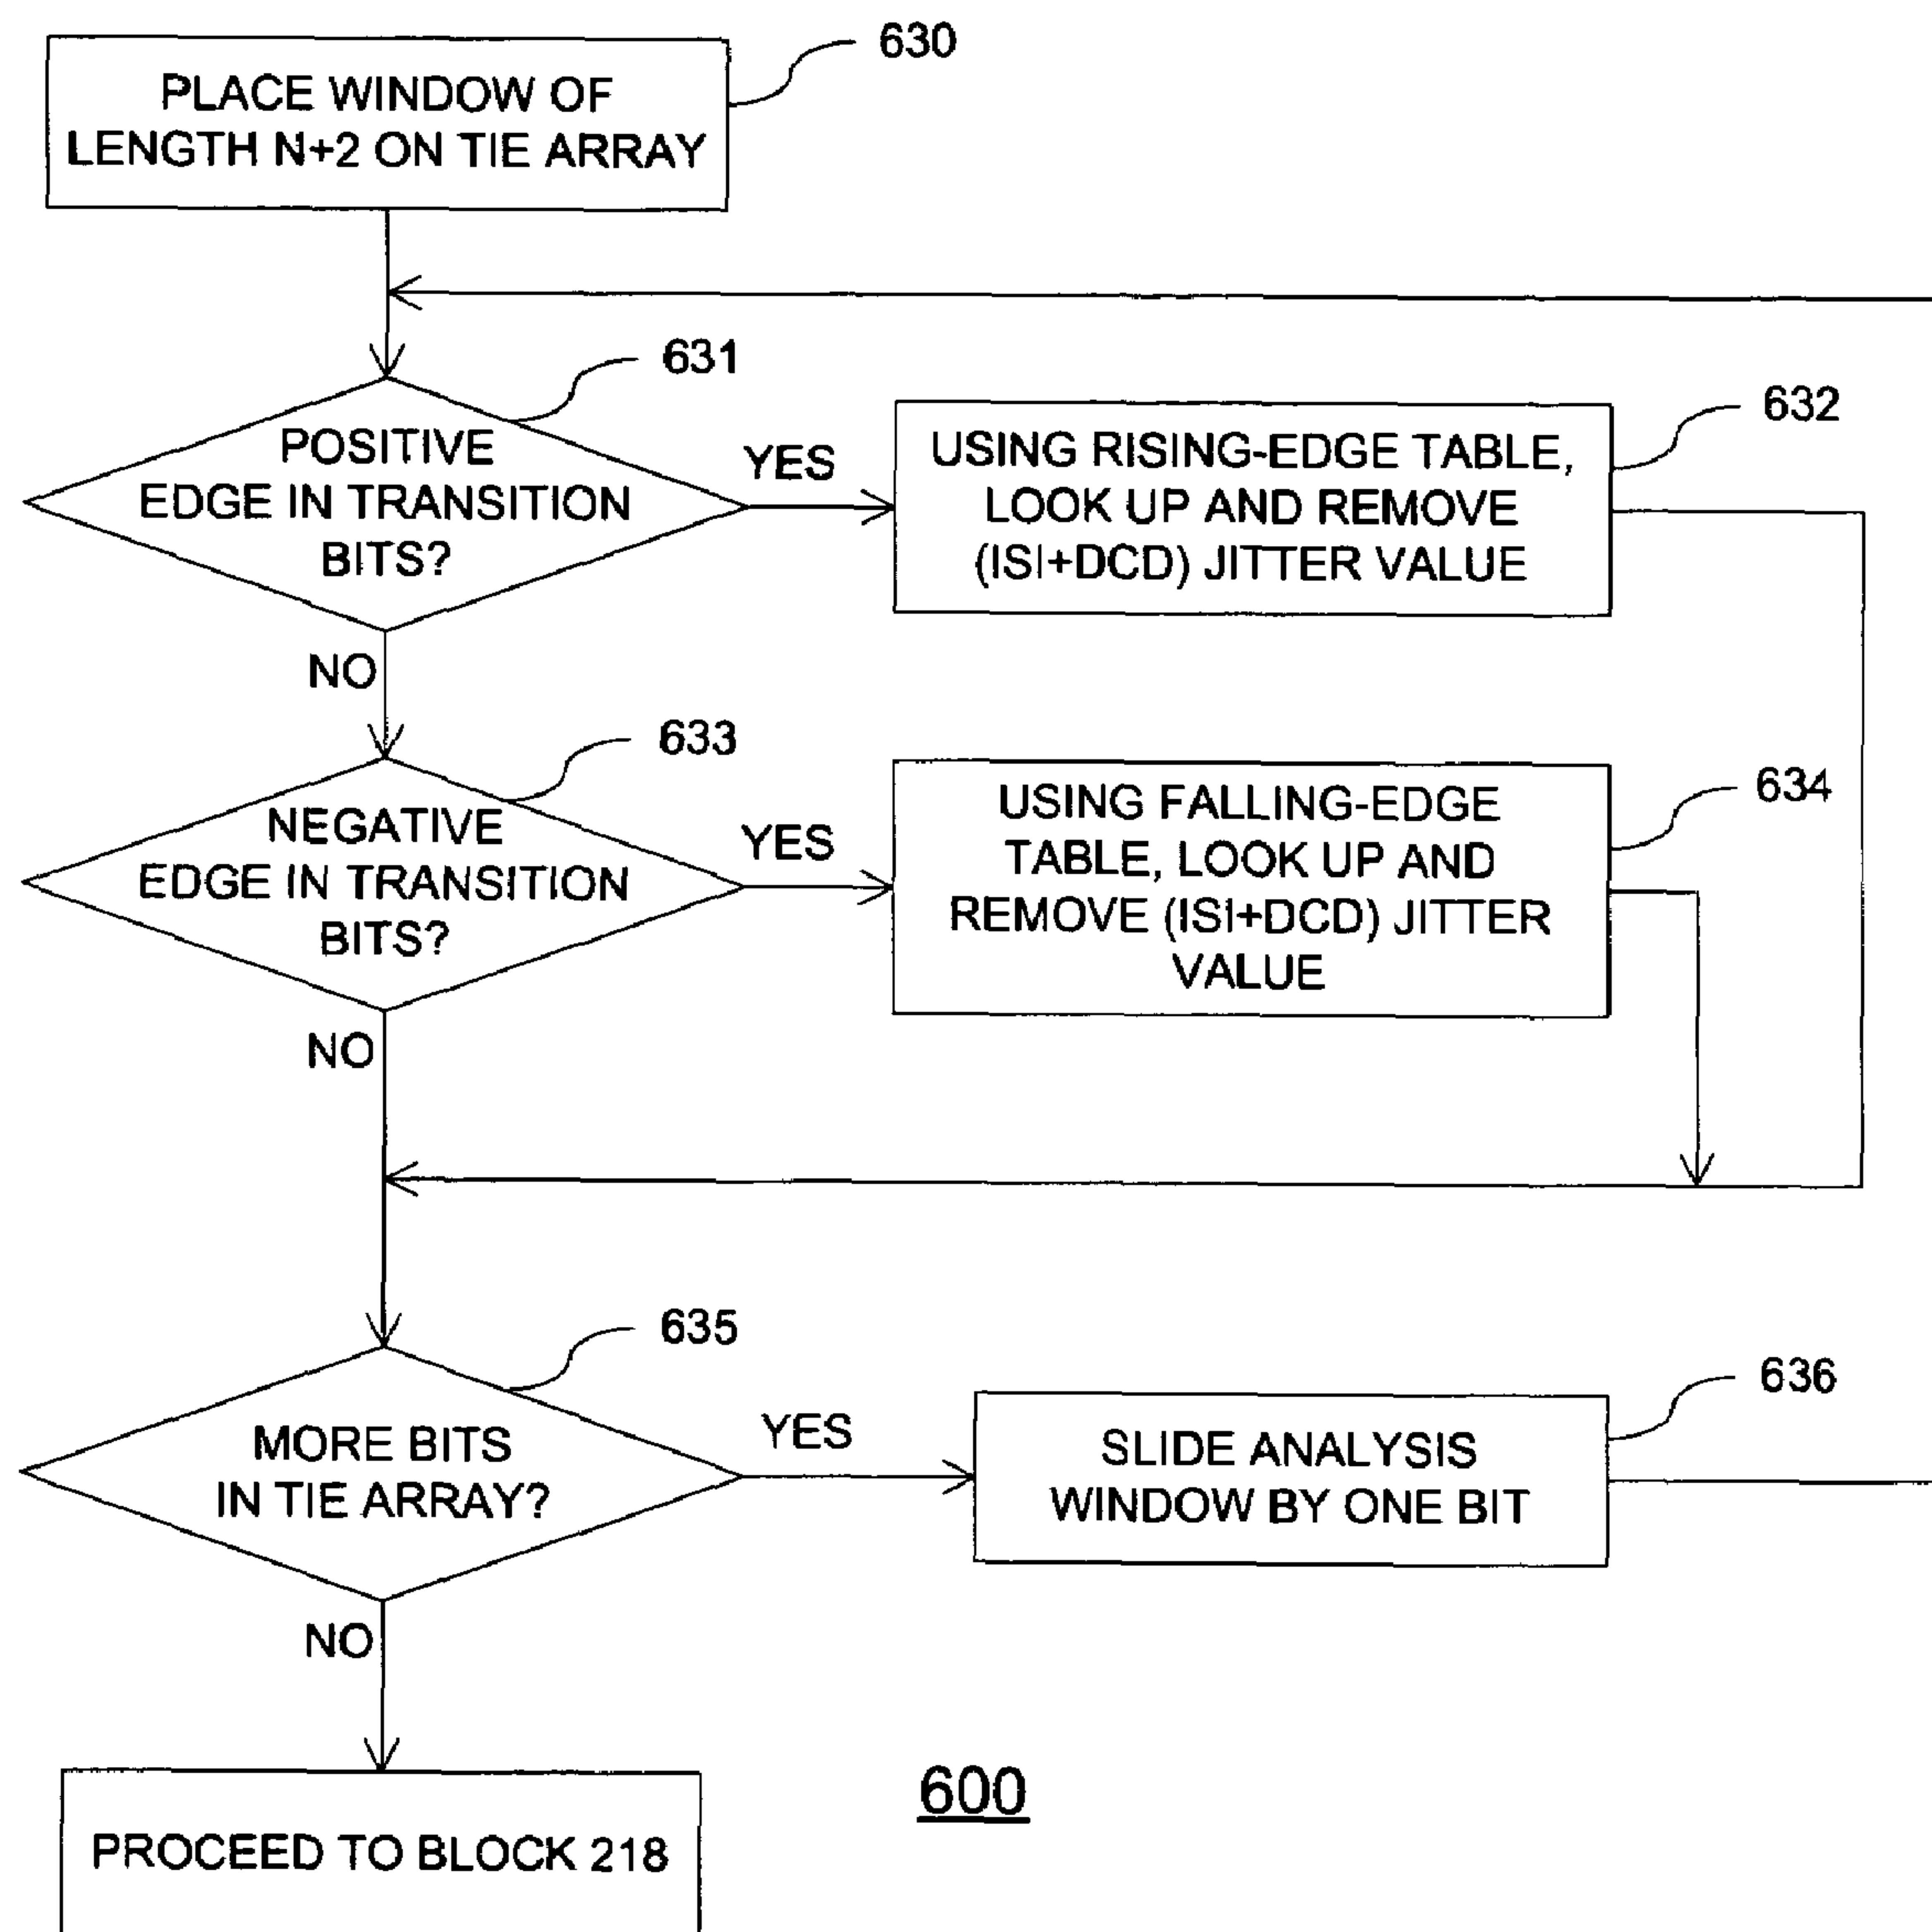 630
PLACE WINDOW OF
LENGTH N+2 ON TIE ARRAY
631
POSITIVE
EDGE IN TRANSITION
BITS?
YES
632
USING RISING-EDGE TABLE,
LOOK UP AND REMOVE
(ISI+DCD) JITTER VALUE
NO
633
NEGATIVE
EDGE IN TRANSITION
BITS?
YES
634
USING FALLING-EDGE
TABLE, LOOK UP AND
REMOVE (ISI+DCD) JITTER
VALUE
NO
635
MORE BITS
IN TIE ARRAY?
YES
636
SLIDE ANALYSIS
WINDOW BY ONE BIT
NO
600
PROCEED TO BLOCK 218